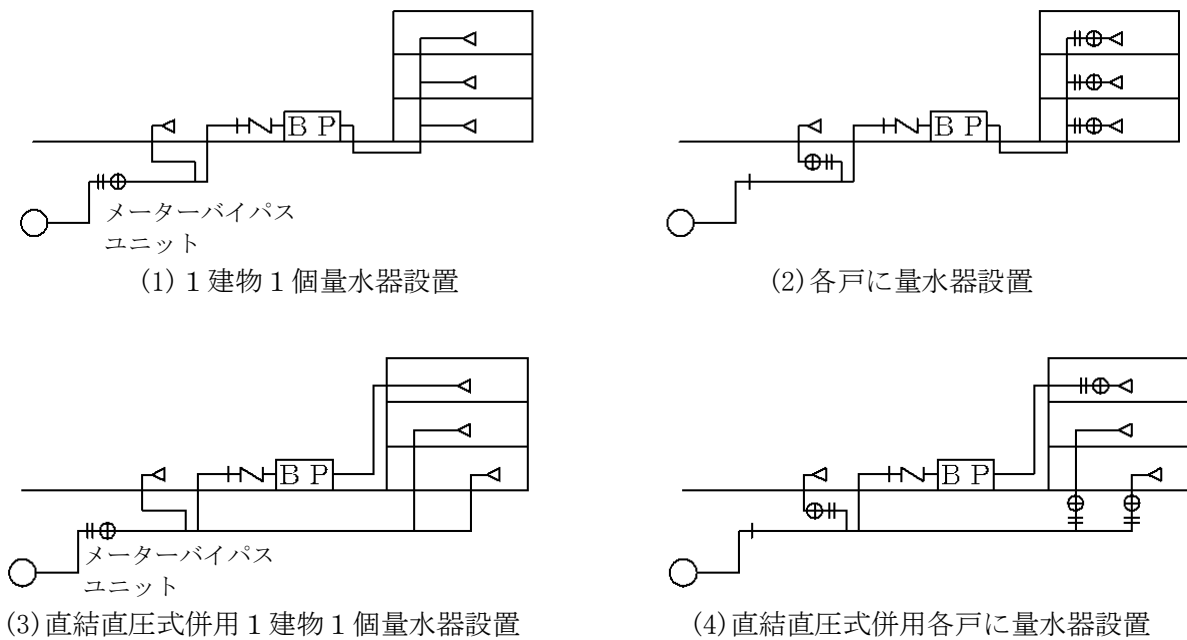 BP
BP
メーターバイパス
ユニット
(1)1建物1個量水器設置
(2)各戸に量水器設置
BP
BP
メーターバイパス
ユニット
(3)直結直圧式併用1建物1個量水器設置
(4)直結直圧式併用各戸に量水器設置